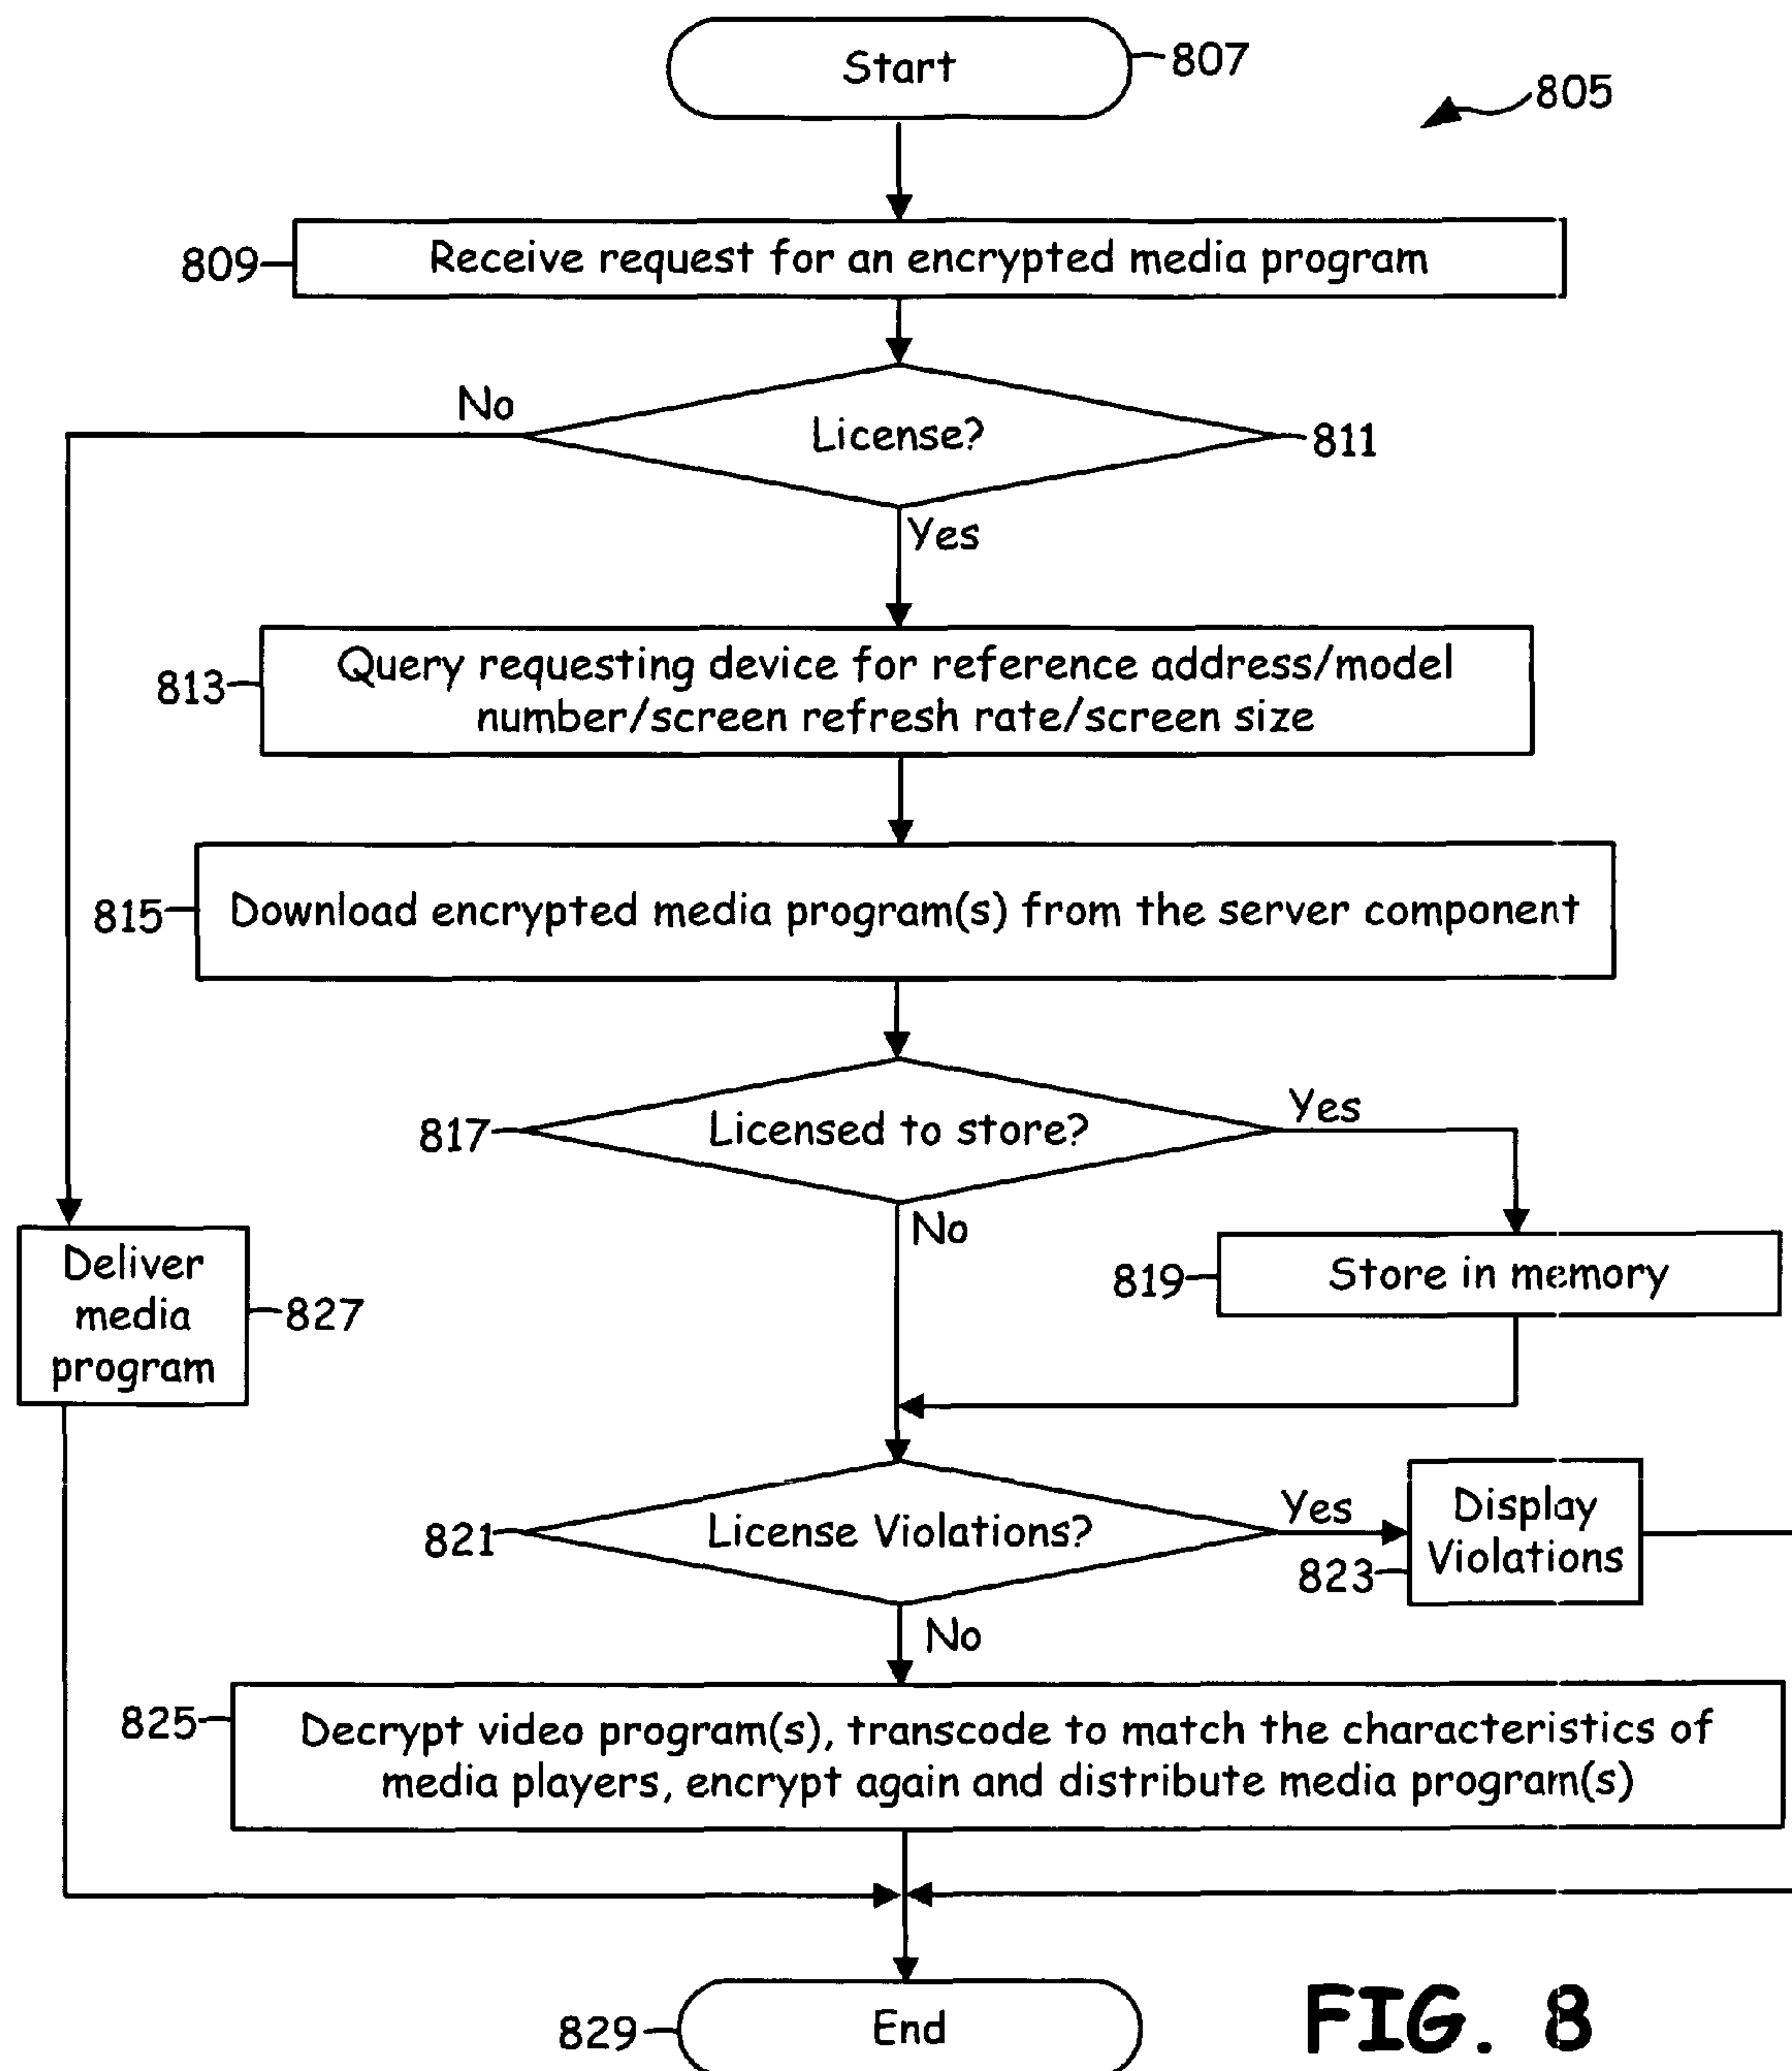 Start
807
805
809
Receive request for an encrypted media program
No
License?
811
Yes
813
Query requesting device for reference address/model
number/screen refresh rate/screen size
815
Download encrypted media program(s) from the server component
817
Licensed to store?
Yes
No
Deliver
media
program
827
819
Store in memory
821
License Violations?
Yes
Display
Violations
823
No
825
Decrypt video program(s), transcode to match the characteristics of
media players, encrypt again and distribute media program(s)
829
End
FIG. 8